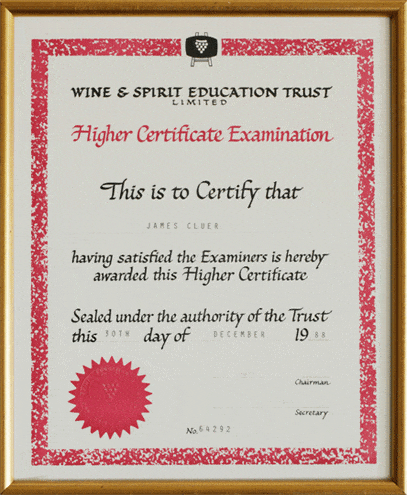 WINE & SPIRIT EDUCATION TRUST
LIMITED
Higher Certificate Examination
This is to Certify that
JAMES CLUER
having satisfied the Examiners is hereby
awarded this Higher Certificate
Sealed under the authority of the Trust
this 30TH day of DECEMBER 19 88
Chairman
Secretary
No. 64292